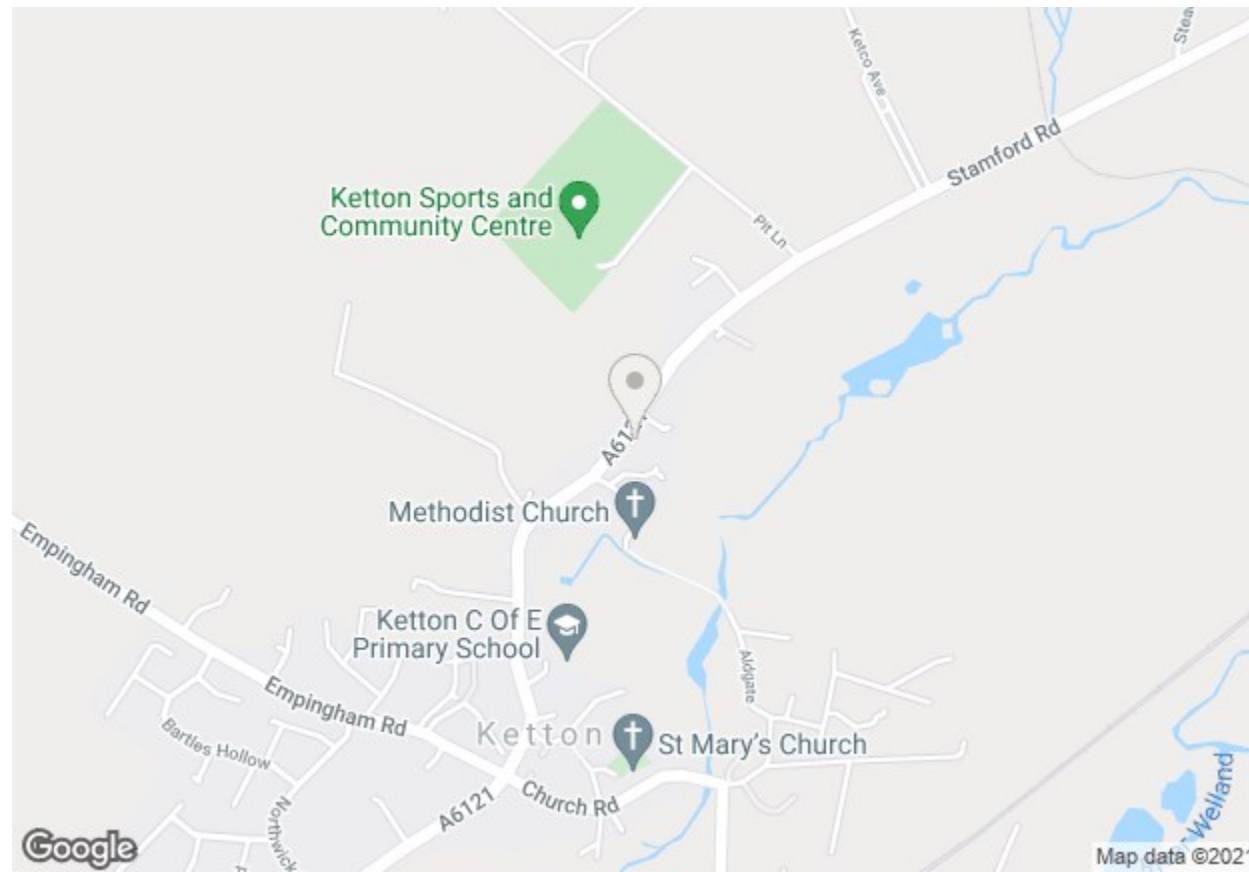 Ketco Ave
Stamford Rd
Ketton Sports and
Community Centre
Pit Ln
Methodist Church
Empingham Rd
Ketton C Of E
Primary School
Aldgate
Empingham Rd
Bartles Hollow
Ketton
St Mary's Church
Church Rd
A6121
Northwick
Welland
Google
Map data ©2021